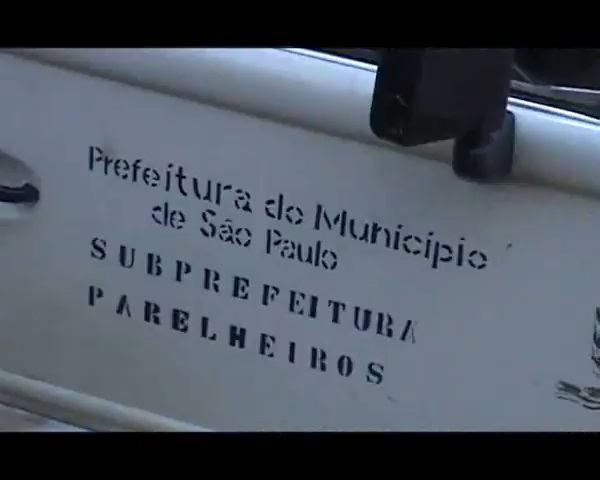 Prefeitura do Município
de São Paulo
SUBPREFEITURA
PARELHEIROS